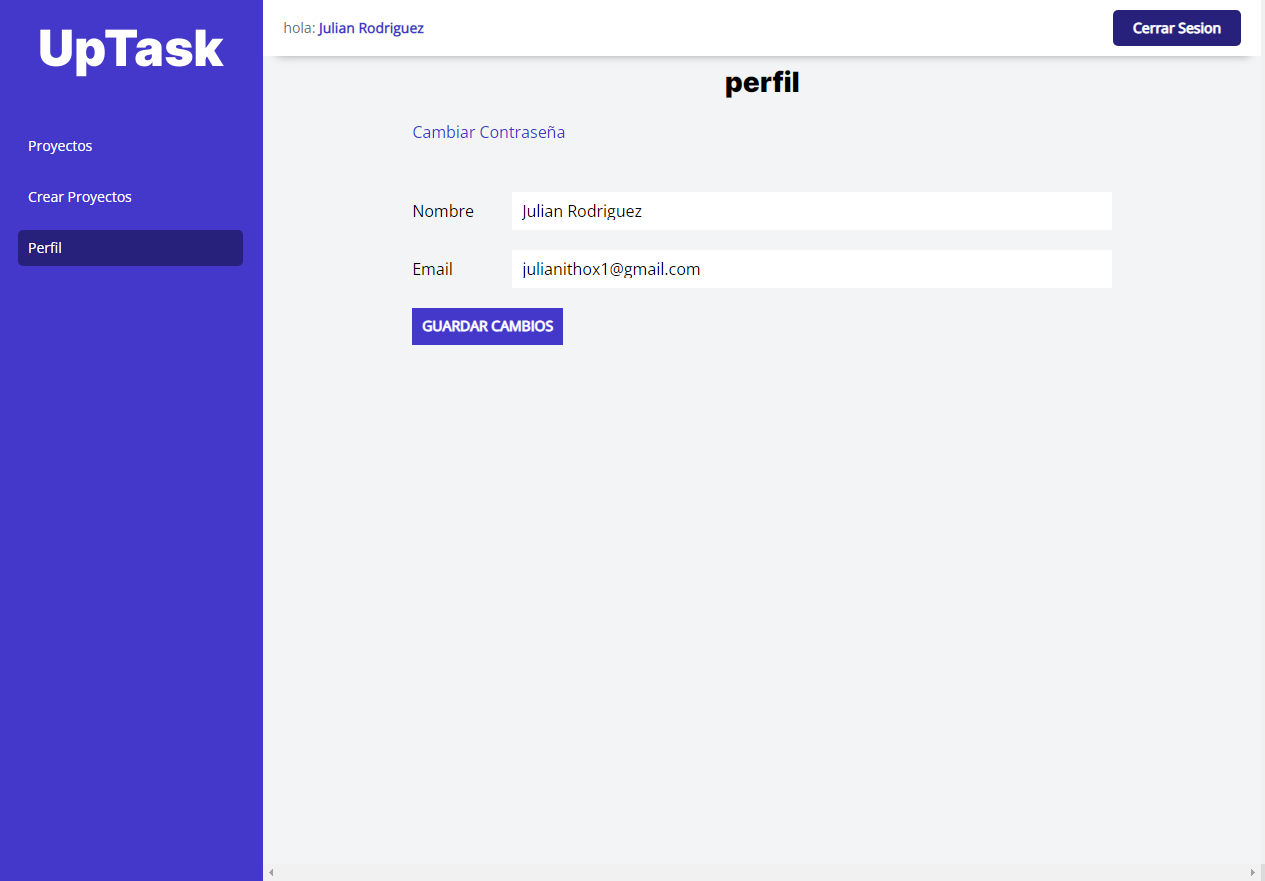 UpTask
Proyectos
Crear Proyectos
Perfil
hola: Julian Rodriguez
Cerrar Sesion
perfil
Cambiar Contraseña
Nombre
Julian Rodriguez
Email
julianithox1@gmail.com
GUARDAR CAMBIOS